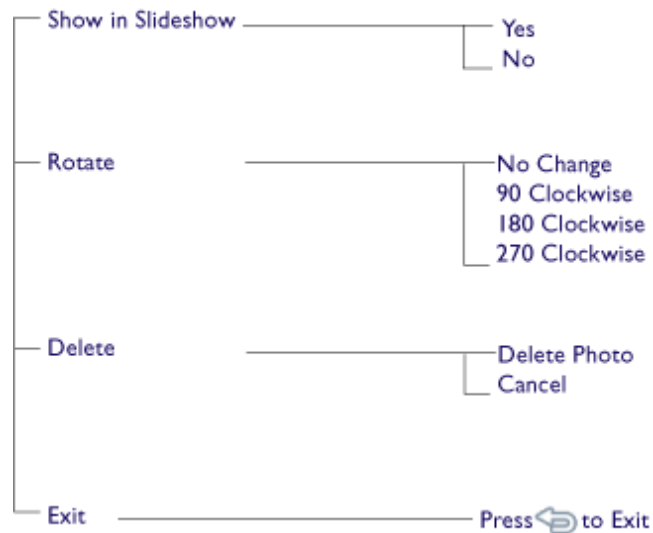 Show in Slideshow
Yes
No
Rotate
No Change
90 Clockwise
180 Clockwise
270 Clockwise
Delete
Delete Photo
Cancel
Exit
Press to Exit